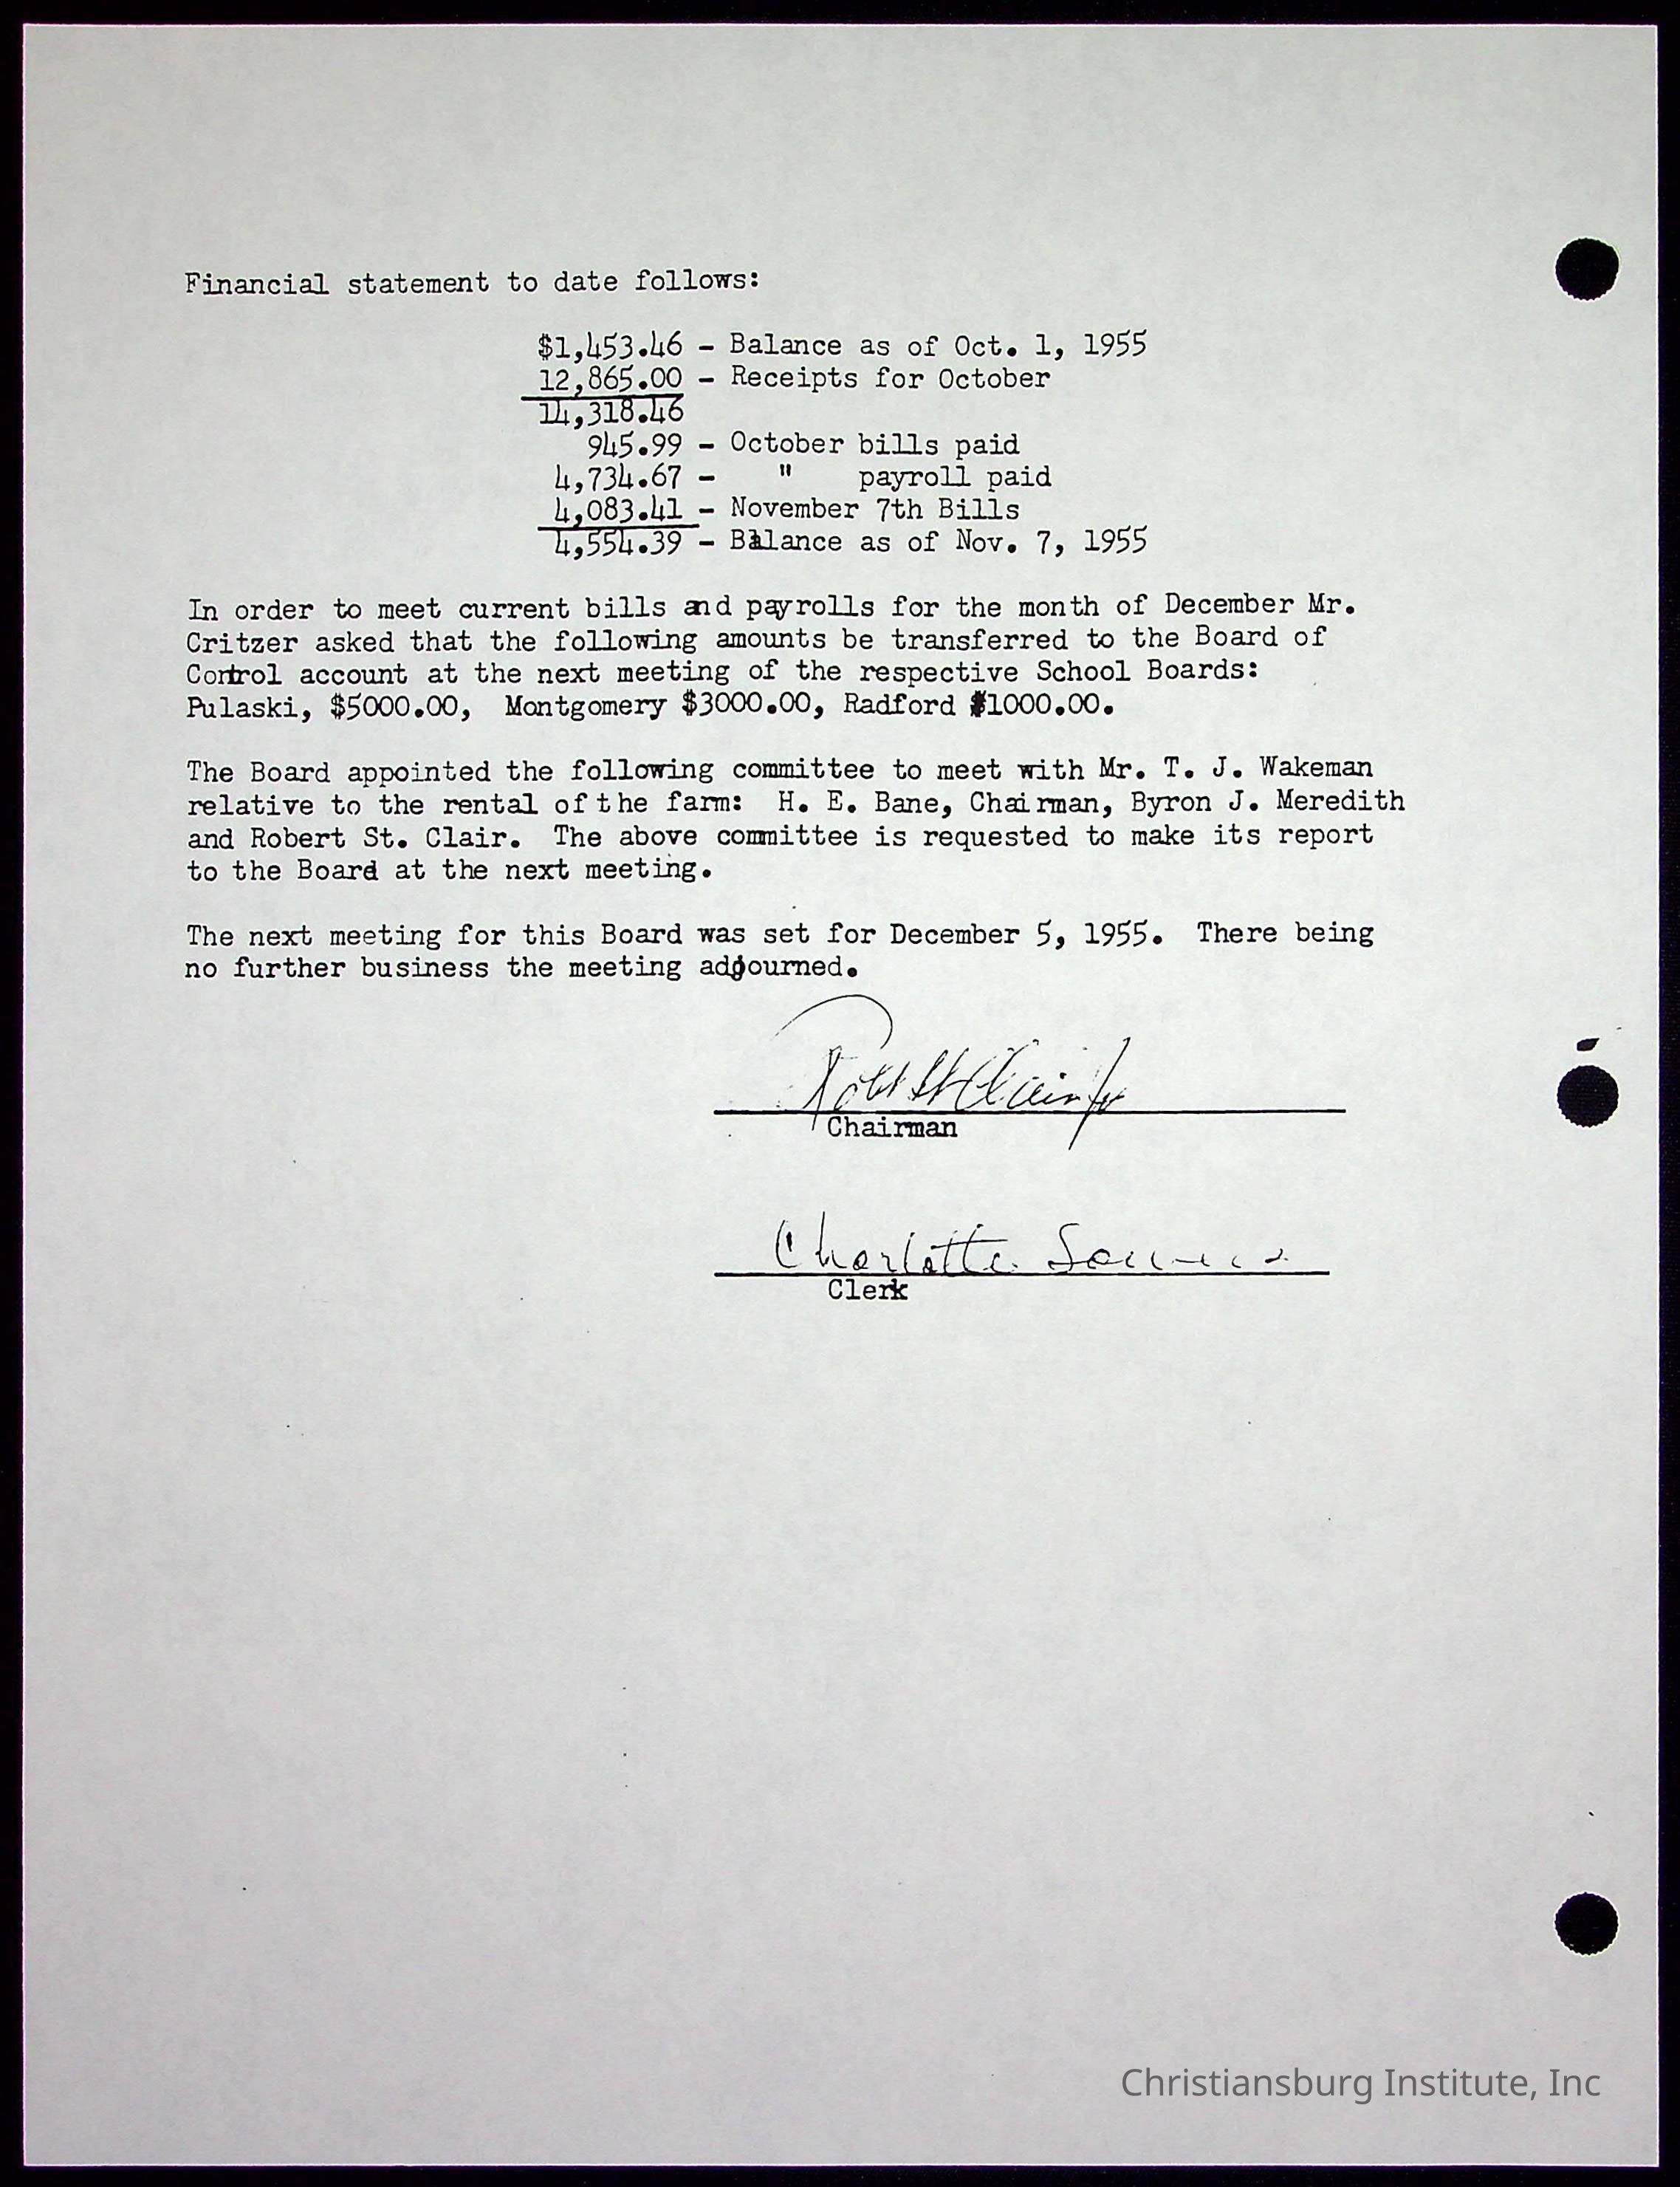 Financial statement to date follows:
$1,453.46 - Balance as of Oct. 1, 1955
12,865.00 - Receipts for October
14,318.46
945.99 - October bills paid
4,734.67 - " payroll paid
4,083.41 - November 7th Bills
4,554.39 - Balance as of Nov. 7, 1955
In order to meet current bills and payrolls for the month of December Mr.
Critzer asked that the following amounts be transferred to the Board of
Control account at the next meeting of the respective School Boards:
Pulaski, $5000.00, Montgomery $3000.00, Radford $1000.00.
The Board appointed the following committee to meet with Mr. T. J. Wakeman
relative to the rental of the farm: H. E. Bane, Chairman, Byron J. Meredith
and Robert St. Clair. The above committee is requested to make its report
to the Board at the next meeting.
The next meeting for this Board was set for December 5, 1955. There being
no further business the meeting adjourned.
Robt St Clair
Chairman
Charlotte
Clerk
Christiansburg Institute, Inc